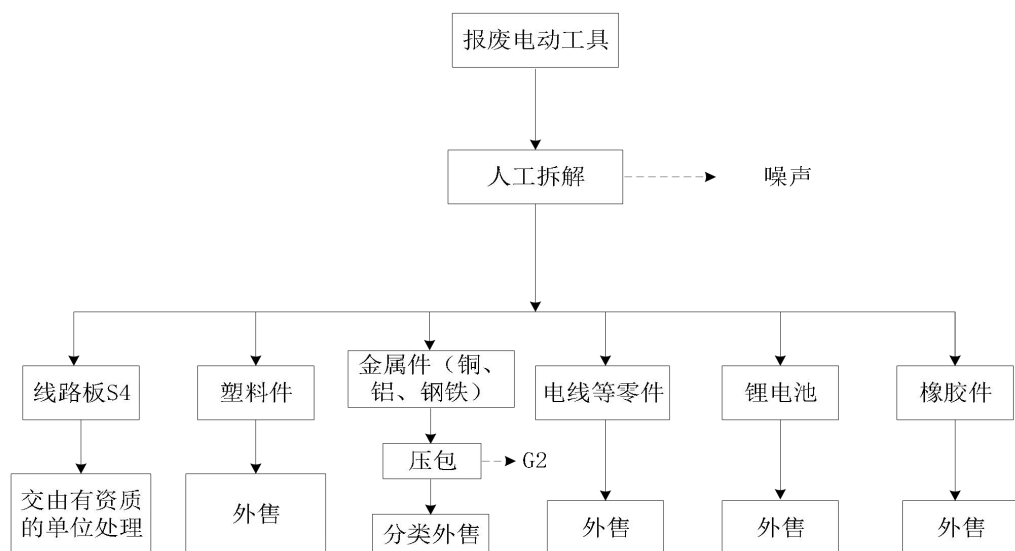 报废电动工具
人工拆解
噪声
线路板S4
塑料件
金属件（铜、
铝、钢铁）
电线等零件
锂电池
橡胶件
压包
G2
交由有资质
的单位处理
外售
分类外售
外售
外售
外售